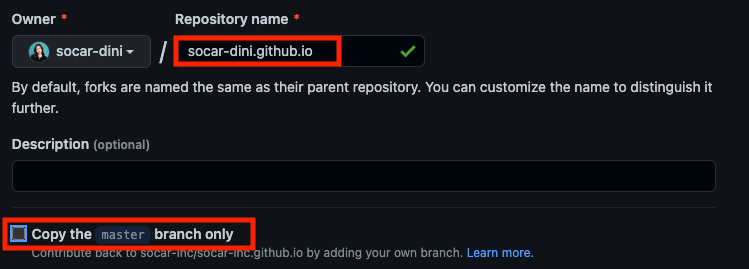 Owner * Repository name *
socar-dini / socar-dini.github.io
By default, forks are named the same as their parent repository. You can customize the name to distinguish it
further.
Description (optional)
Copy the master branch only
Contribute back to socar-inc/socar-inc.github.io by adding your own branch. Learn more.